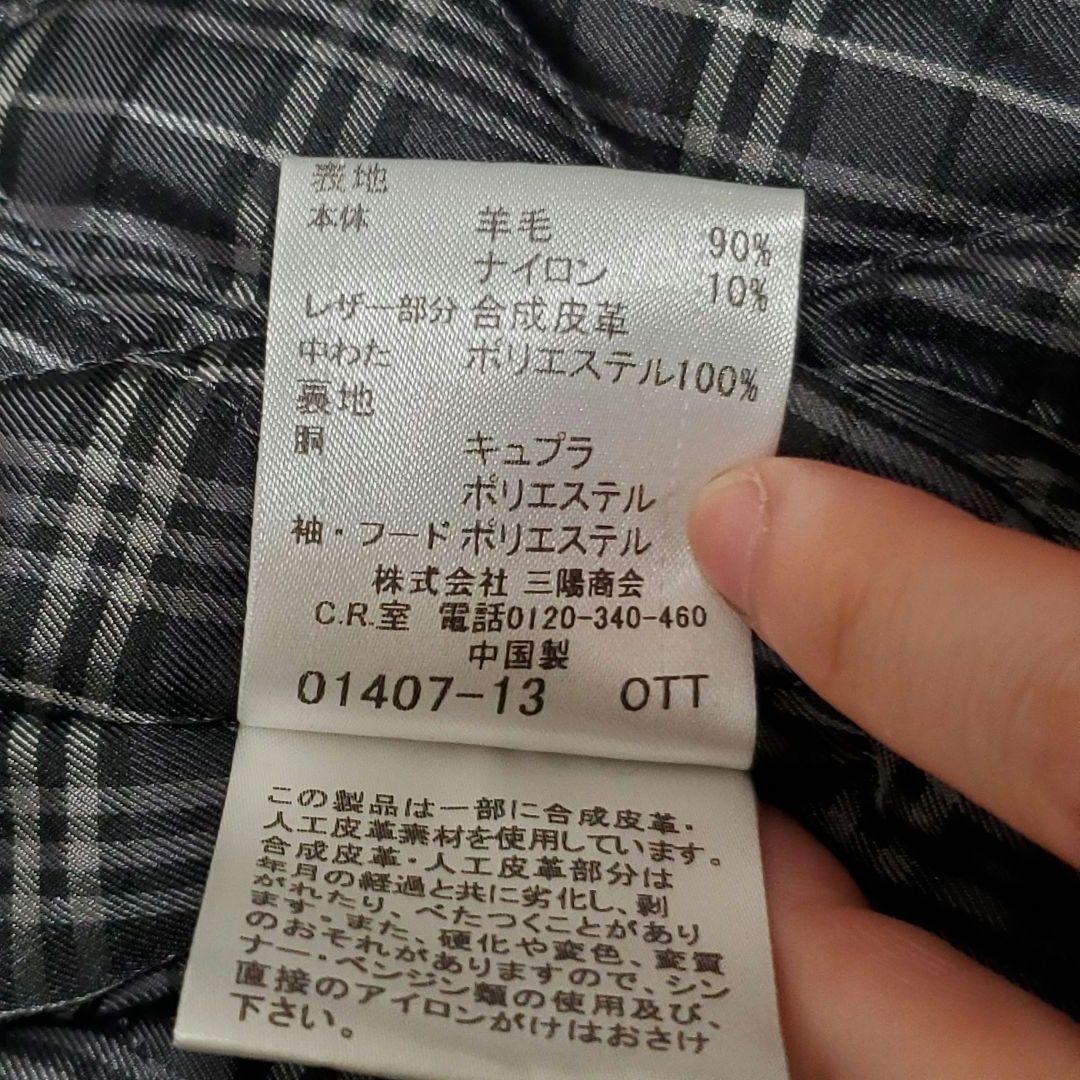 表地
本体 羊毛 90%
ナイロン 10%
レザー部分 合成皮革
中わた ポリエステル100%
裏地
胴 キュプラ
ポリエステル
袖・フード ポリエステル
株式会社 三陽商会
C.R.室 電話0120-340-460
中国製
01407-13 OTT
この製品は一部に合成皮革・
人工皮革素材を使用しています。
合成皮革・人工皮革部分は
年月の経過と共に劣化し、剥
がれたり、べたつくことがあり
ます。また、硬化や変色、変質
のおそれがありますので、シン
ナー・ベンジン類の使用及び、
直接のアイロンがけはおさけ
下さい。